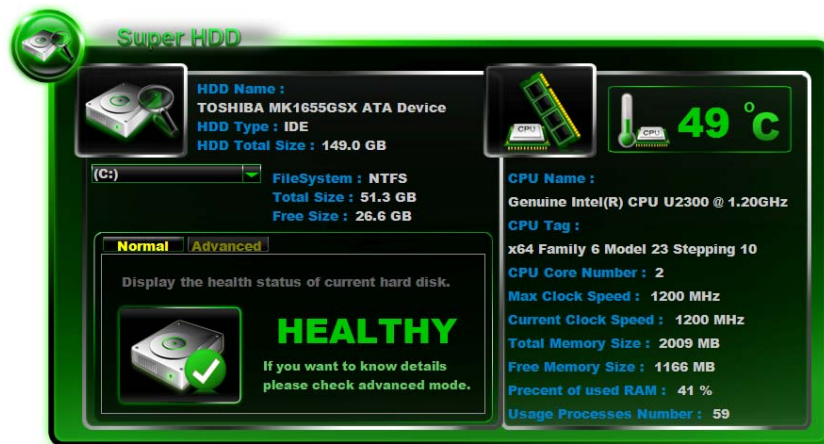 Super HDD
HDD Name :
TOSHIBA MK1655GSX ATA Device
HDD Type : IDE
HDD Total Size : 149.0 GB
(C:)
FileSystem : NTFS
Total Size : 51.3 GB
Free Size : 26.6 GB
Normal Advanced
Display the health status of current hard disk.
HEALTHY
If you want to know details
please check advanced mode.
CPU
CPU
49 °C
CPU Name :
Genuine Intel(R) CPU U2300 @ 1.20GHz
CPU Tag :
x64 Family 6 Model 23 Stepping 10
CPU Core Number : 2
Max Clock Speed : 1200 MHz
Current Clock Speed : 1200 MHz
Total Memory Size : 2009 MB
Free Memory Size : 1166 MB
Precent of used RAM : 41 %
Usage Processes Number : 59